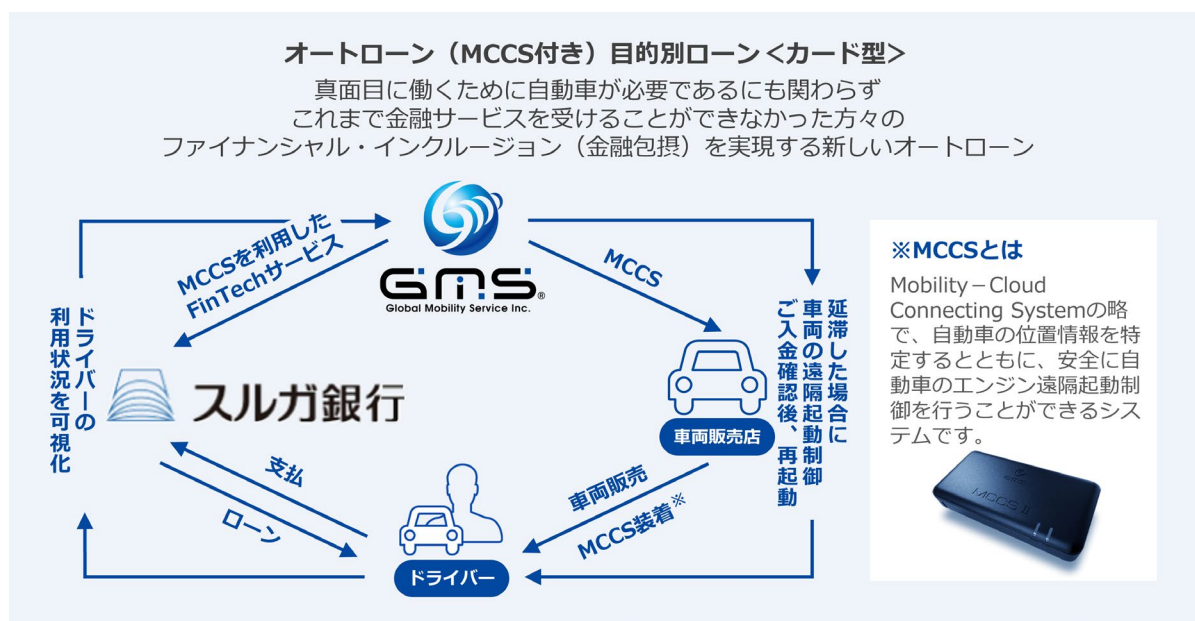 オートローン（MCCS付き）目的別ローン＜カード型＞
真面目に働くために自動車が必要であるにも関わらず
これまで金融サービスを受けることができなかった方々の
ファイナンシャル・インクルージョン（金融包摂）を実現する新しいオートローン
MCCSを利用した
FinTechサービス
GMS®
Global Mobility Service Inc.
MCCS
ドライバーの
利用状況を可視化
スルガ銀行
車両販売店
延滞した場合に
車両の遠隔起動制御
ご入金確認後、再起動
支払
ローン
車両販売
MCCS装着※
ドライバー
※MCCSとは
Mobility－Cloud
Connecting Systemの略
で、自動車の位置情報を特
定するとともに、安全に自
動車のエンジン遠隔起動制
御を行うことができるシス
テムです。
MCCS II